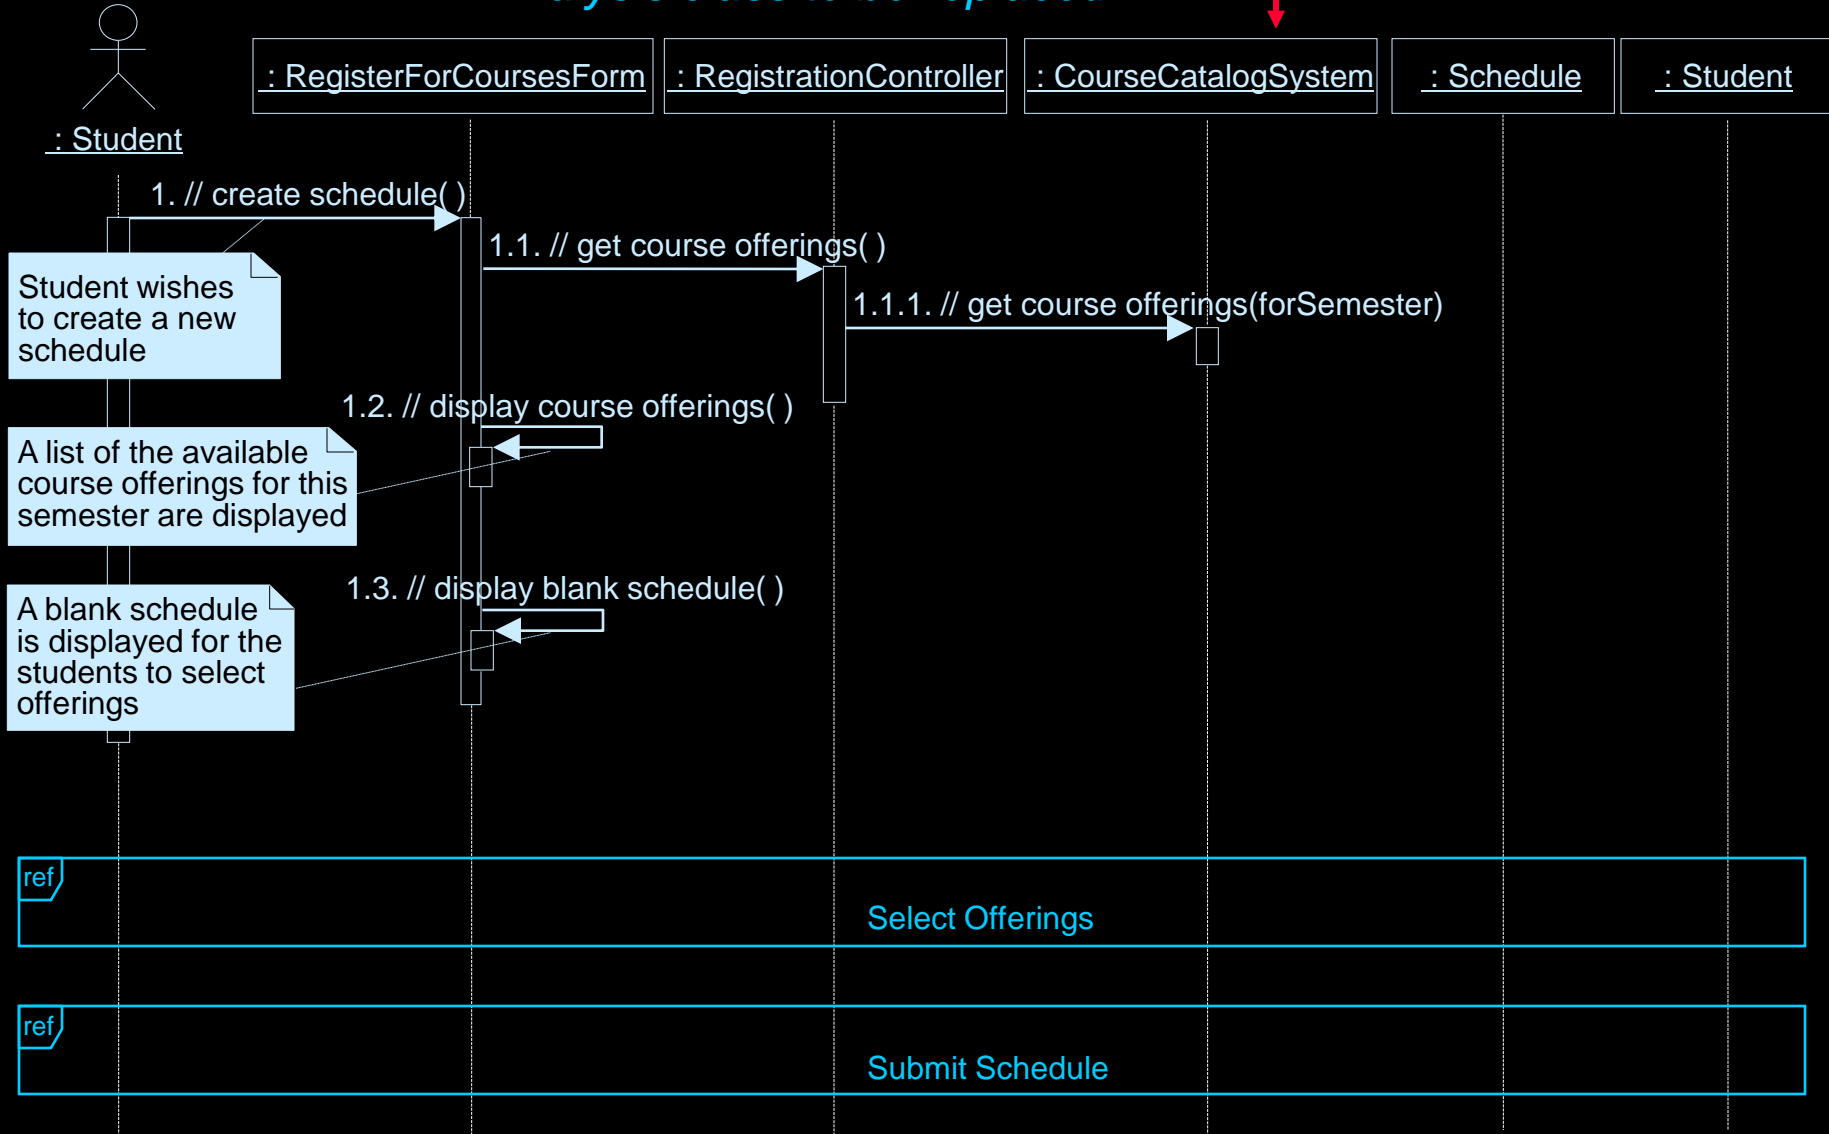 to be replaced
: RegisterForCoursesForm
: RegistrationController
: CourseCatalogSystem
: Schedule
: Student
: Student
1. // create schedule( )
1.1. // get course offerings( )
Student wishes
to create a new
schedule
1.1.1. // get course offerings(forSemester)
1.2. // display course offerings( )
A list of the available
course offerings for this
semester are displayed
1.3. // display blank schedule( )
A blank schedule
is displayed for the
students to select
offerings
ref
Select Offerings
ref
Submit Schedule